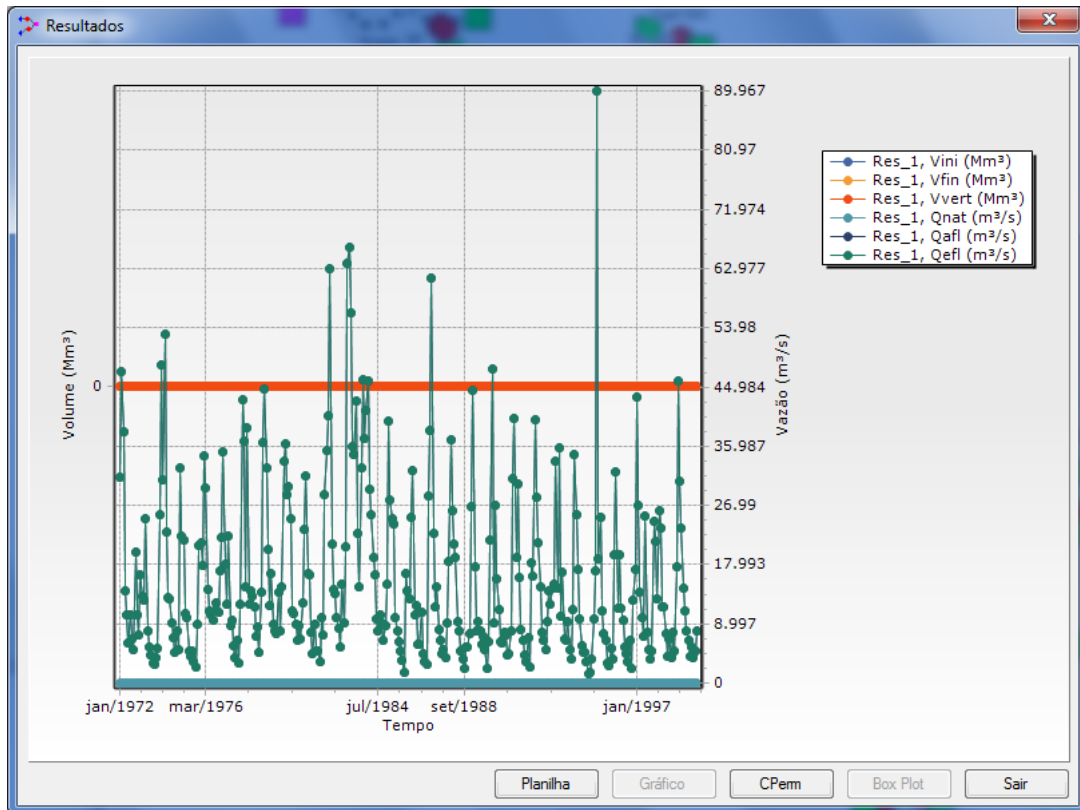 Resultados
89.967
80.97
71.974
62.977
53.98
44.984
35.987
26.99
17.993
8.997
0
Volume (Mm³)
0
Vazão (m³/s)
jan/1972
mar/1976
jul/1984
set/1988
jan/1997
Tempo
Res_1, Vini (Mm³)
Res_1, Vfin (Mm³)
Res_1, Vvert (Mm³)
Res_1, Qnat (m³/s)
Res_1, Qafl (m³/s)
Res_1, Qefl (m³/s)
Planilha
Gráfico
CPerm
Box Plot
Sair